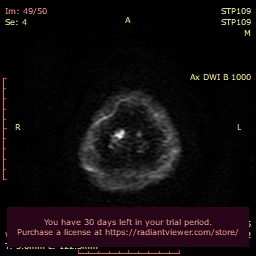 Im: 49/50
Se: 4
A
STP109
STP109
M
Ax DWI B 1000
R
L
You have 30 days left in your trial period.
Purchase a license at https://radiantviewer.com/store/